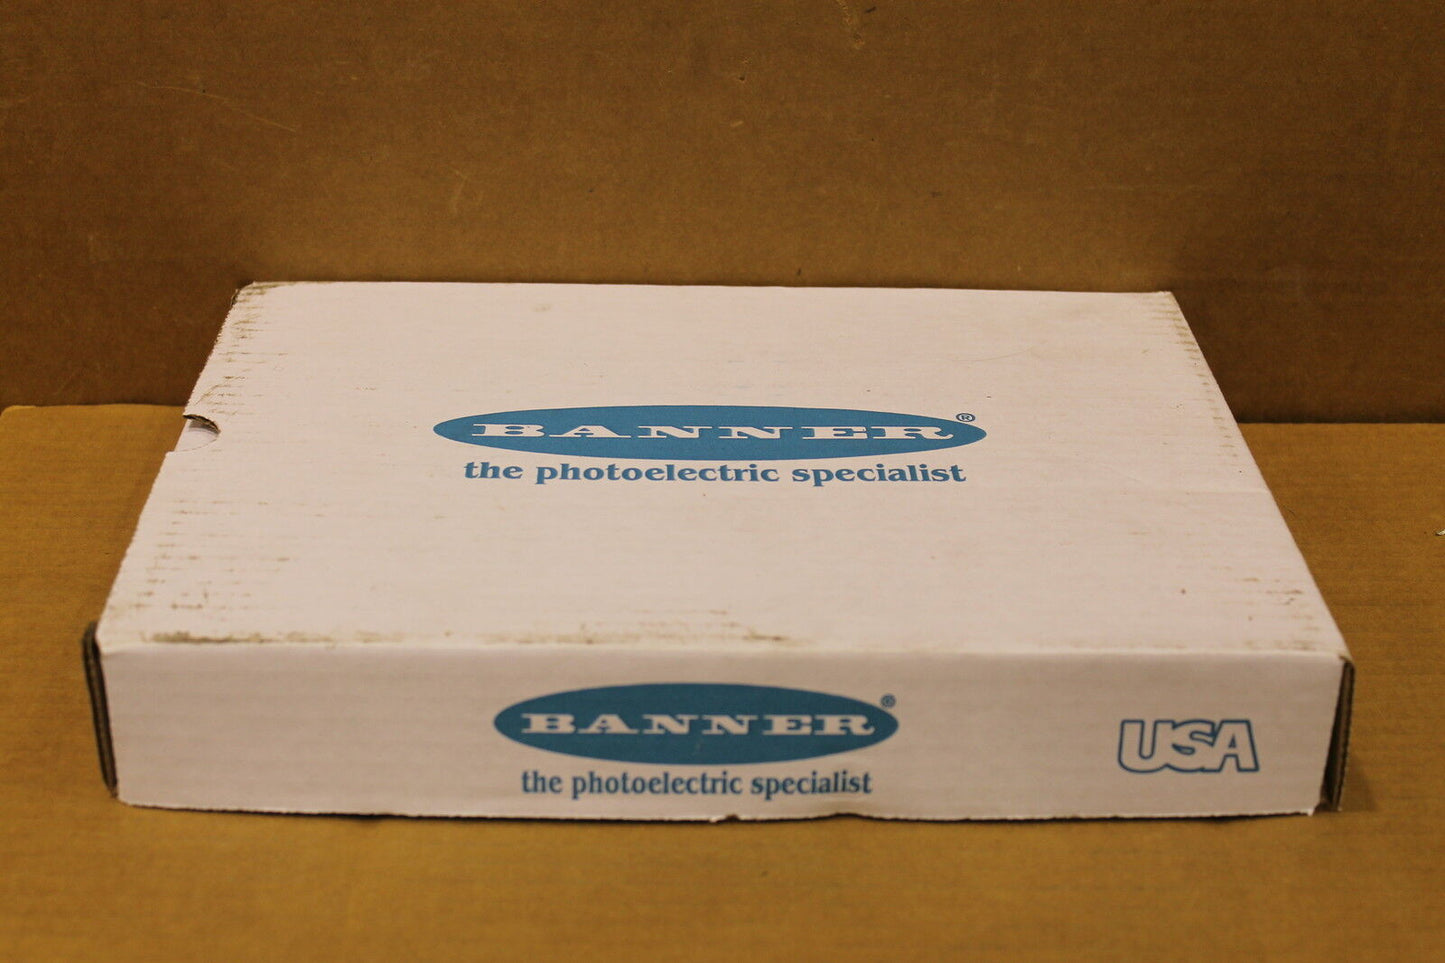 BANNER®
the photoelectric specialist
BANNER®
the photoelectric specialist
USA